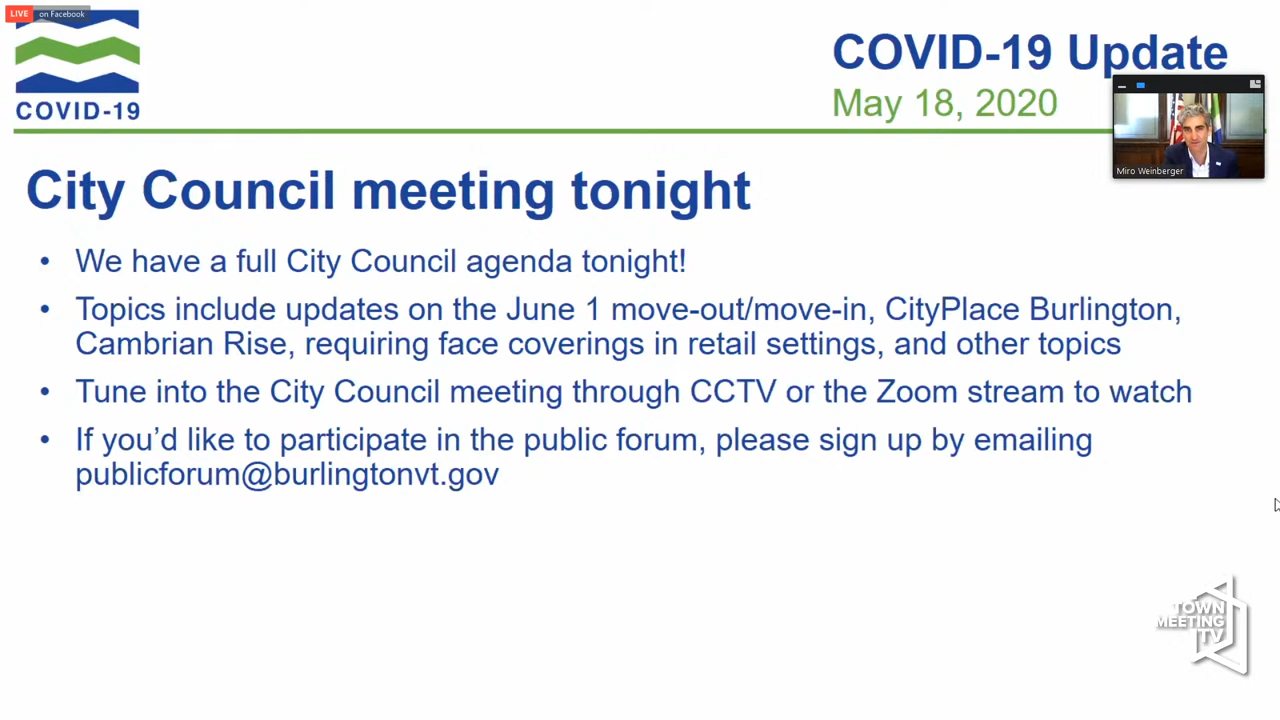 LIVE on Facebook
COVID-19
COVID-19 Update
May 18, 2020
Miro Weinberger
City Council meeting tonight
• We have a full City Council agenda tonight!
• Topics include updates on the June 1 move-out/move-in, CityPlace Burlington,
Cambrian Rise, requiring face coverings in retail settings, and other topics
• Tune into the City Council meeting through CCTV or the Zoom stream to watch
• If you’d like to participate in the public forum, please sign up by emailing
publicforum@burlingtonvt.gov
TOWN
MEETING
TV